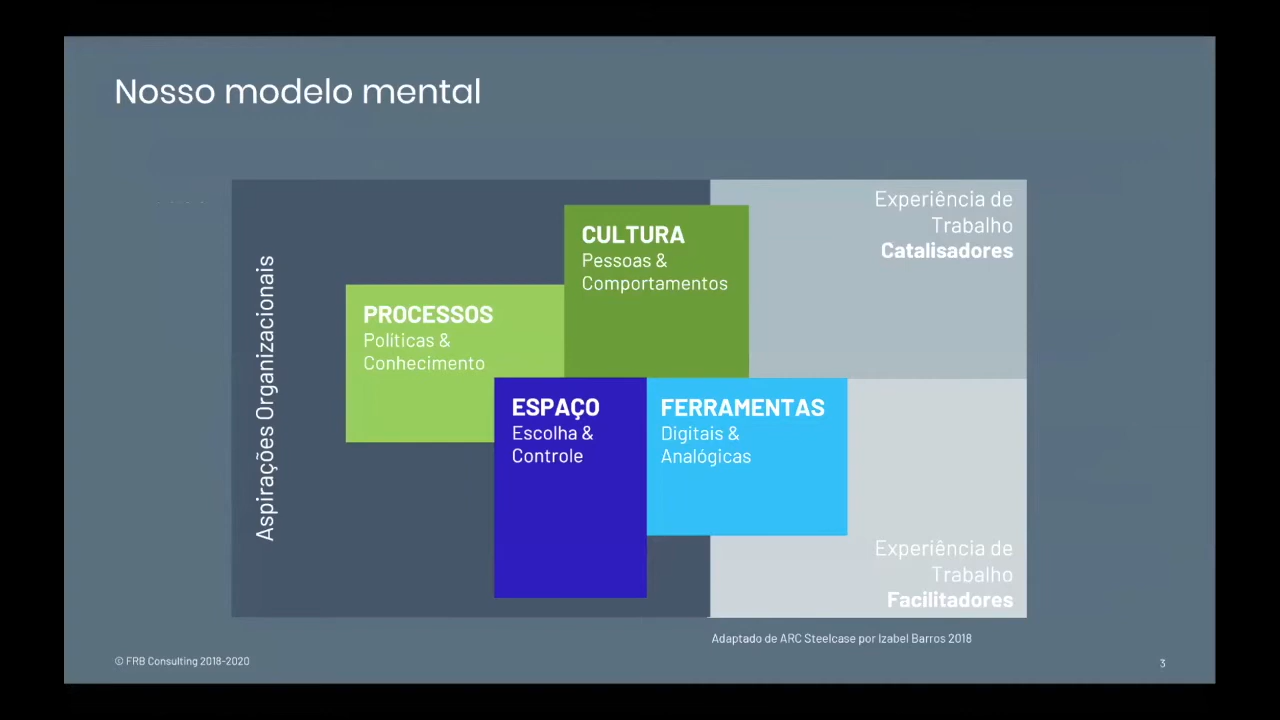 Nosso modelo mental
Aspirações Organizacionais
CULTURA
Pessoas &
Comportamentos
PROCESSOS
Políticas &
Conhecimento
ESPAÇO
Escolha &
Controle
FERRAMENTAS
Digitais &
Analógicas
Experiência de
Trabalho
Catalisadores
Experiência de
Trabalho
Facilitadores
Adaptado de ARC Steelcase por Izabel Barros 2018
© FRB Consulting 2018-2020
3